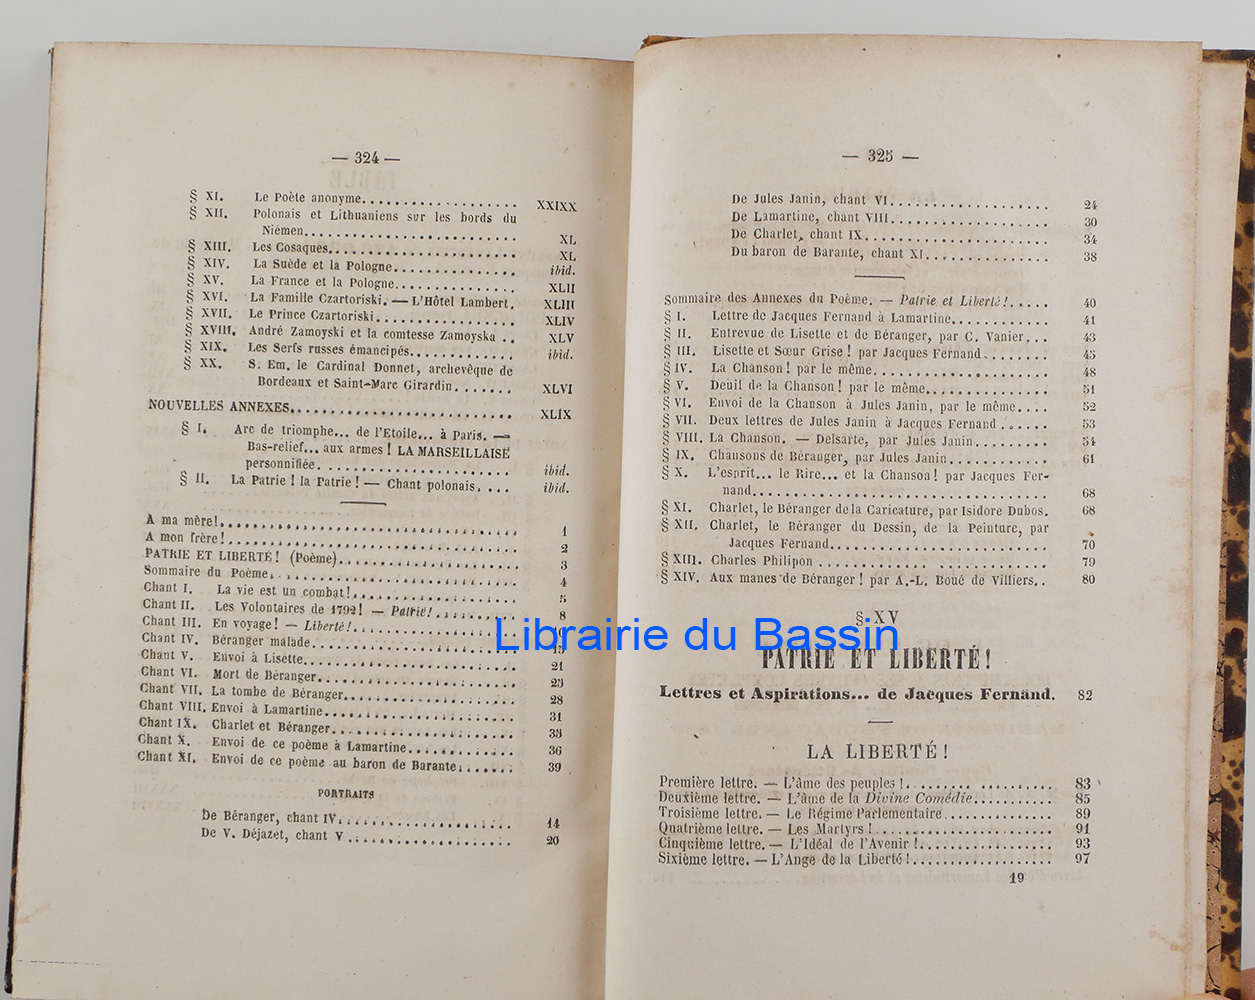 — 324 —
§ XI. Le Poëte anonyme.................. XXIXX
§ XII. Polonais et Lithuaniens sur les bords du
Niémen.......................... XL
§ XIII. Les Cosaques....................... XL
§ XIV. La Suède et la Pologne............... ibid.
§ XV. La France et la Pologne.............. XLII
§ XVI. La Famille Czartoriski. — L'Hôtel Lambert. XLIII
§ XVII. Le Prince Czartoriski................. XLIV
§ XVIII. André Zamoyski et la comtesse Zamoyska .. XLV
§ XIX. Les Serfs russes émancipés............. ibid.
§ XX. S. Em. le Cardinal Donnet, archevêque de
Bordeaux et Saint-Marc Girardin....... XLVI
NOUVELLES ANNEXES......................... XLIX
§ I. Arc de triomphe... de l'Etoile... à Paris. —
Bas-relief... aux armes ! LA MARSEILLAISE
personnifiée....................... ibid.
§ II. La Patrie ! la Patrie ! — Chant polonais.... ibid.
A ma mère!................................. 1
A mon frère!................................ 2
PATRIE ET LIBERTÉ! (Poème)................... 3
Sommaire du Poème........................... 4
Chant I. La vie est un combat!................. 5
Chant II. Les Volontaires de 1792! — Patrie!........ 8
Chant III. En voyage! — Liberté!.................
Chant IV. Béranger malade.....................
Chant V. Envoi à Lisette....................... 21
Chant VI. Mort de Béranger..................... 23
Chant VII. La tombe de Béranger................. 28
Chant VIII. Envoi à Lamartine.................... 31
Chant IX. Charlet et Béranger................... 33
Chant X. Envoi de ce poème à Lamartine.......... 36
Chant XI. Envoi de ce poème au baron de Barante....... 39
PORTRAITS
De Béranger, chant IV..................... 14
De V. Déjazet, chant V.................... 20
— 325 —
De Jules Janin, chant VI................... 24
De Lamartine, chant VIII................... 30
De Charlet, chant IX...................... 34
Du baron de Barante, chant XI.............. 38
Sommaire des Annexes du Poème. — Patrie et Liberté!..... 40
§ I. Lettre de Jacques Fernand à Lamartine............ 41
§ II. Entrevue de Lisette et de Béranger, par C. Vanier... 43
§ III. Lisette et Sœur Grise ! par Jacques Fernand........ 45
§ IV. La Chanson! par le même...................... 48
§ V. Deuil de la Chanson! par le même............... 51
§ VI. Envoi de la Chanson à Jules Janin, par le même.... 52
§ VII. Deux lettres de Jules Janin à Jacques Fernand ...... 53
§ VIII. La Chanson. — Delsarte, par Jules Janin.......... 54
§ IX. Chansons de Béranger, par Jules Janin............ 61
§ X. L'esprit... le Rire... et la Chanson! par Jacques Fer-
nand...................................... 68
§ XI. Charlet, le Béranger de la Caricature, par Isidore Dubos. 68
§ XII. Charlet, le Béranger du Dessin, de la Peinture, par
Jacques Fernand........................... 70
§ XIII. Charles Philipon ............................ 79
§ XIV. Aux manes de Béranger ! par A.-L. Boué de Villiers.. 80
§ XV
PATRIE ET LIBERTÉ!
Lettres et Aspirations... de Jacques Fernand. 82
LA LIBERTÉ!
Première lettre. — L'âme des peuples !.................. 83
Deuxième lettre. — L'âme de la Divine Comédie........... 85
Troisième lettre. — Le Régime Parlementaire.............. 89
Quatrième lettre. — Les Martyrs !...................... 91
Cinquième lettre. — L'Idéal de l'Avenir !................. 93
Sixième lettre. — L'Ange de la Liberté !.................. 97
19
Librairie du Bassin